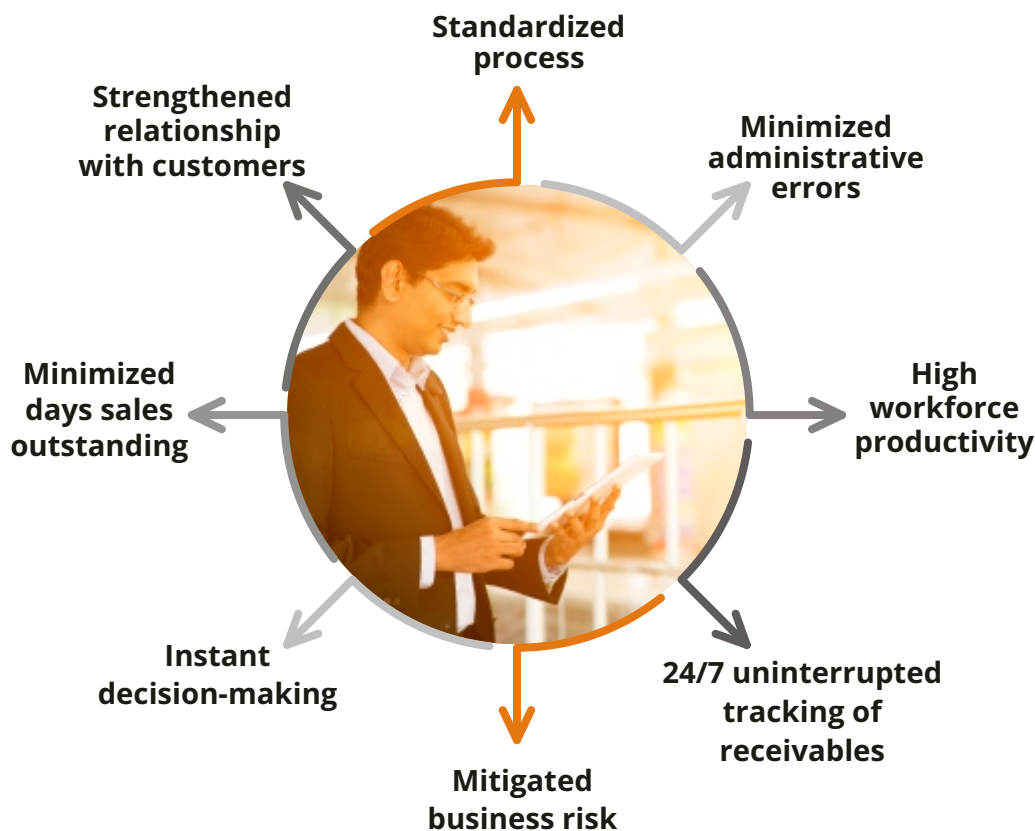 Standardized
process
Minimized
administrative
errors
High
workforce
productivity
24/7 uninterrupted
tracking of
receivables
Mitigated
business risk
Instant
decision-making
Minimized
days sales
outstanding
Strengthened
relationship
with customers